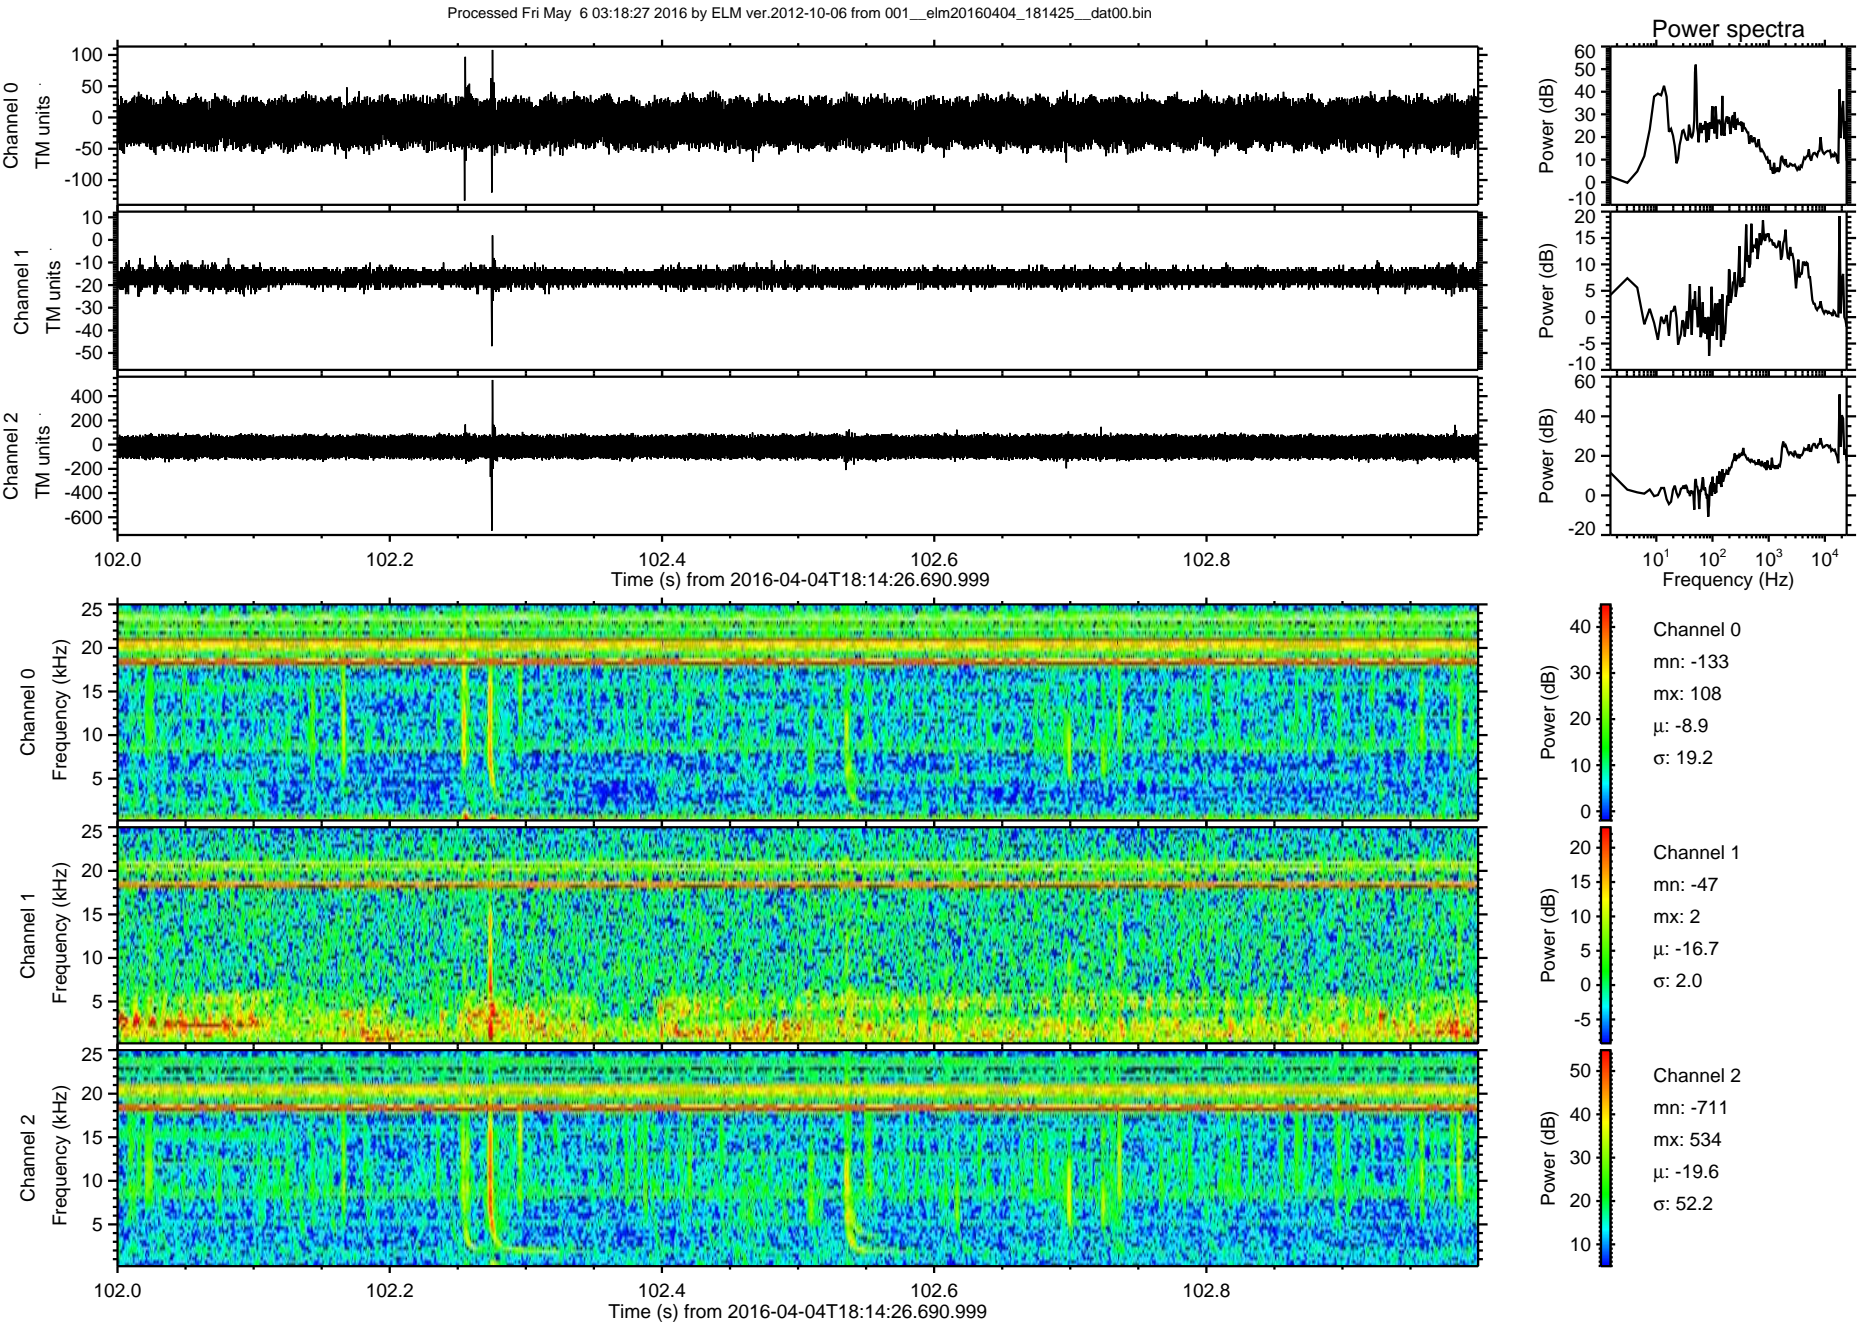 Processed Fri May  6 03:18:27 2016 by ELM ver.2012-10-06 from 001__elm20160404_181425__dat00.bin
Power spectra
Channel 0
TM units
100
50
0
-50
-100
Power (dB)
60
50
40
30
20
10
0
-10
Channel 1
TM units
10
0
-10
-20
-30
-40
-50
Power (dB)
20
15
10
5
0
-5
-10
Channel 2
TM units
400
200
0
-200
-400
-600
Power (dB)
60
40
20
0
-20
102.0 102.2 102.4 102.6 102.8
Time (s) from 2016-04-04T18:14:26.690.999
10¹ 10² 10³ 10⁴
Frequency (Hz)
Channel 0
Frequency (kHz)
25
20
15
10
5
Power (dB)
40
30
20
10
0
Channel 0
mn: -133
mx: 108
μ: -8.9
σ: 19.2
Channel 1
Frequency (kHz)
25
20
15
10
5
Power (dB)
20
15
10
5
0
-5
Channel 1
mn: -47
mx: 2
μ: -16.7
σ: 2.0
Channel 2
Frequency (kHz)
25
20
15
10
5
Power (dB)
50
40
30
20
10
Channel 2
mn: -711
mx: 534
μ: -19.6
σ: 52.2
102.0 102.2 102.4 102.6 102.8
Time (s) from 2016-04-04T18:14:26.690.999